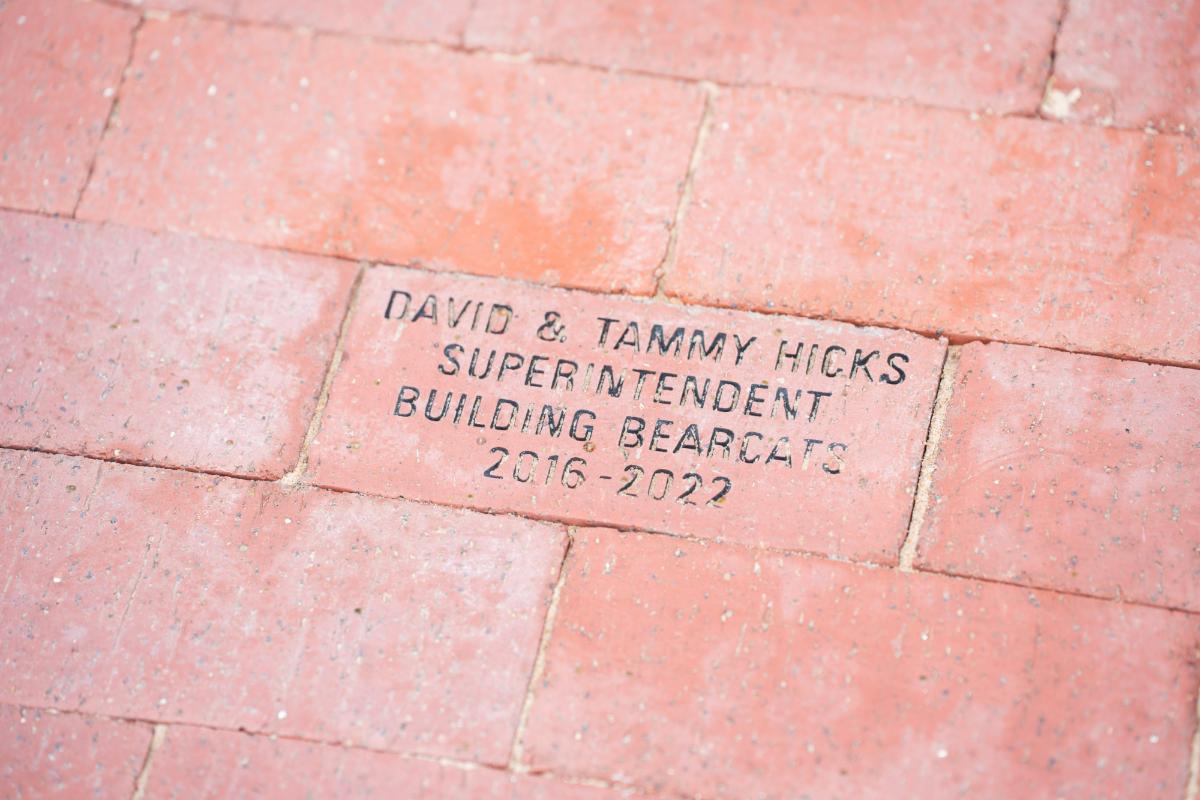 DAVID & TAMMY HICKS
SUPERINTENDENT
BUILDING BEARCATS
2016-2022